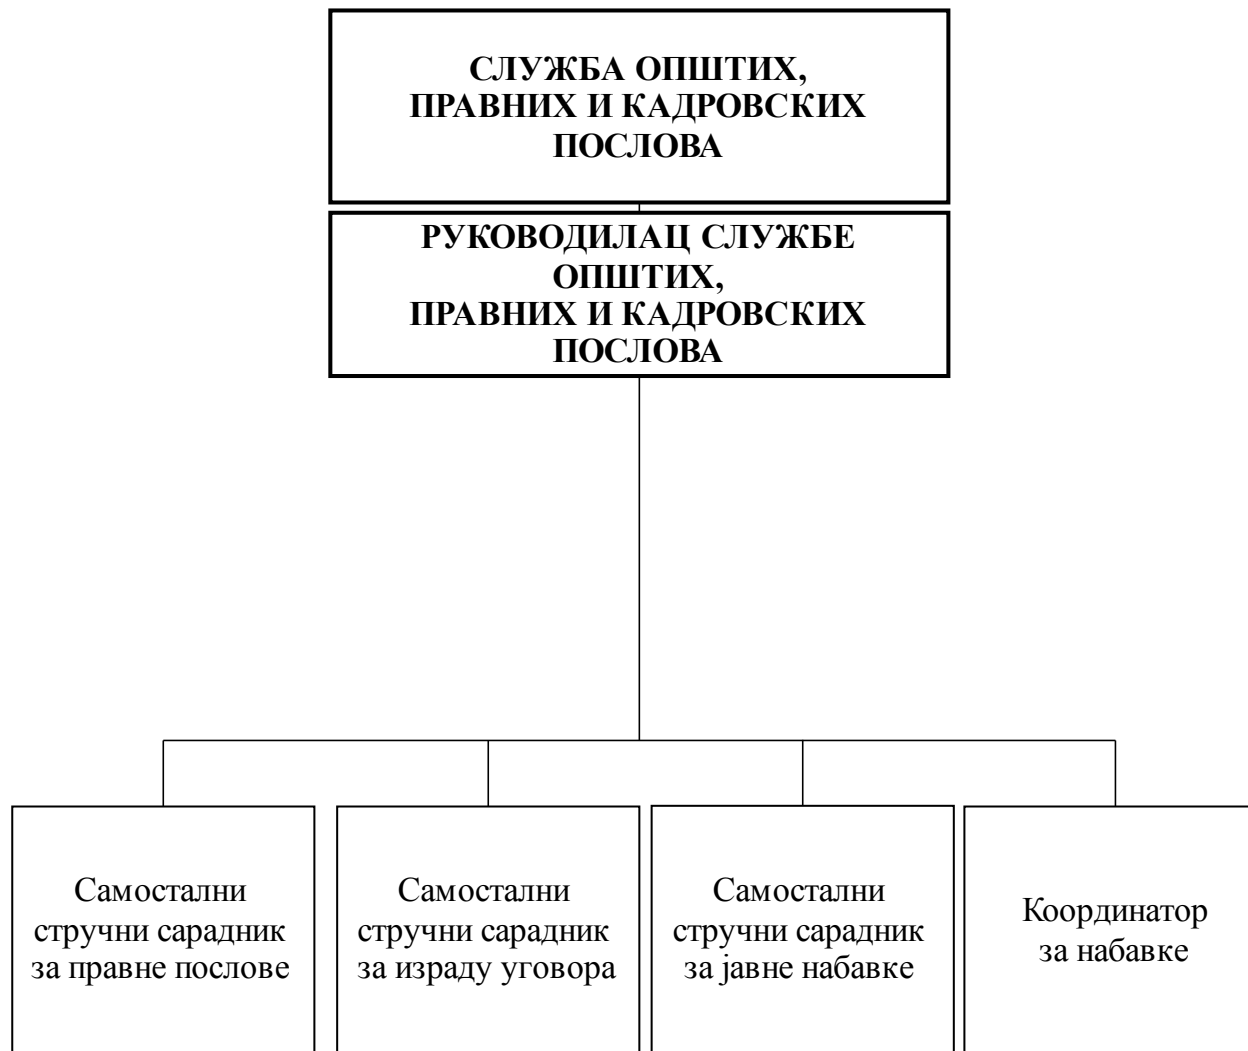 СЛУЖБА ОПШТИХ,
ПРАВНИХ И КАДРОВСКИХ
ПОСЛОВА
РУКОВОДИЛАЦ СЛУЖБЕ
ОПШТИХ,
ПРАВНИХ И КАДРОВСКИХ
ПОСЛОВА
Самостални
стручни сарадник
за правне послове
Самостални
стручни сарадник
за израду уговора
Самостални
стручни сарадник
за јавне набавке
Координатор
за набавке